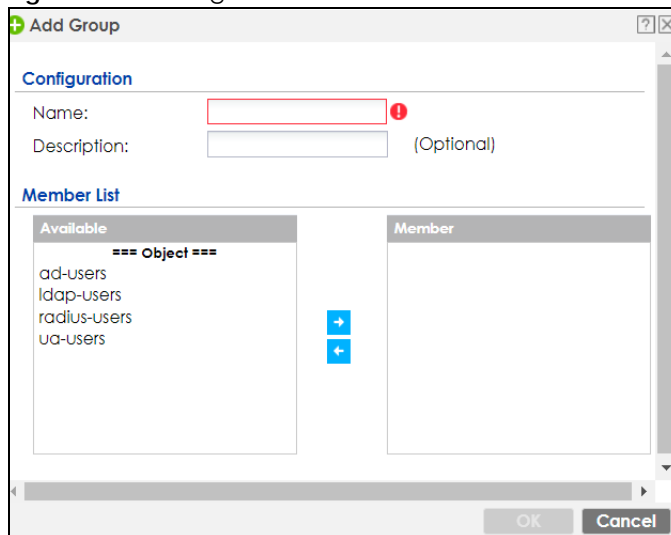 Add Group
Configuration
Name:
Description: (Optional)
Member List
Available Member
=== Object ===
ad-users
ldap-users
radius-users
ua-users
OK Cancel